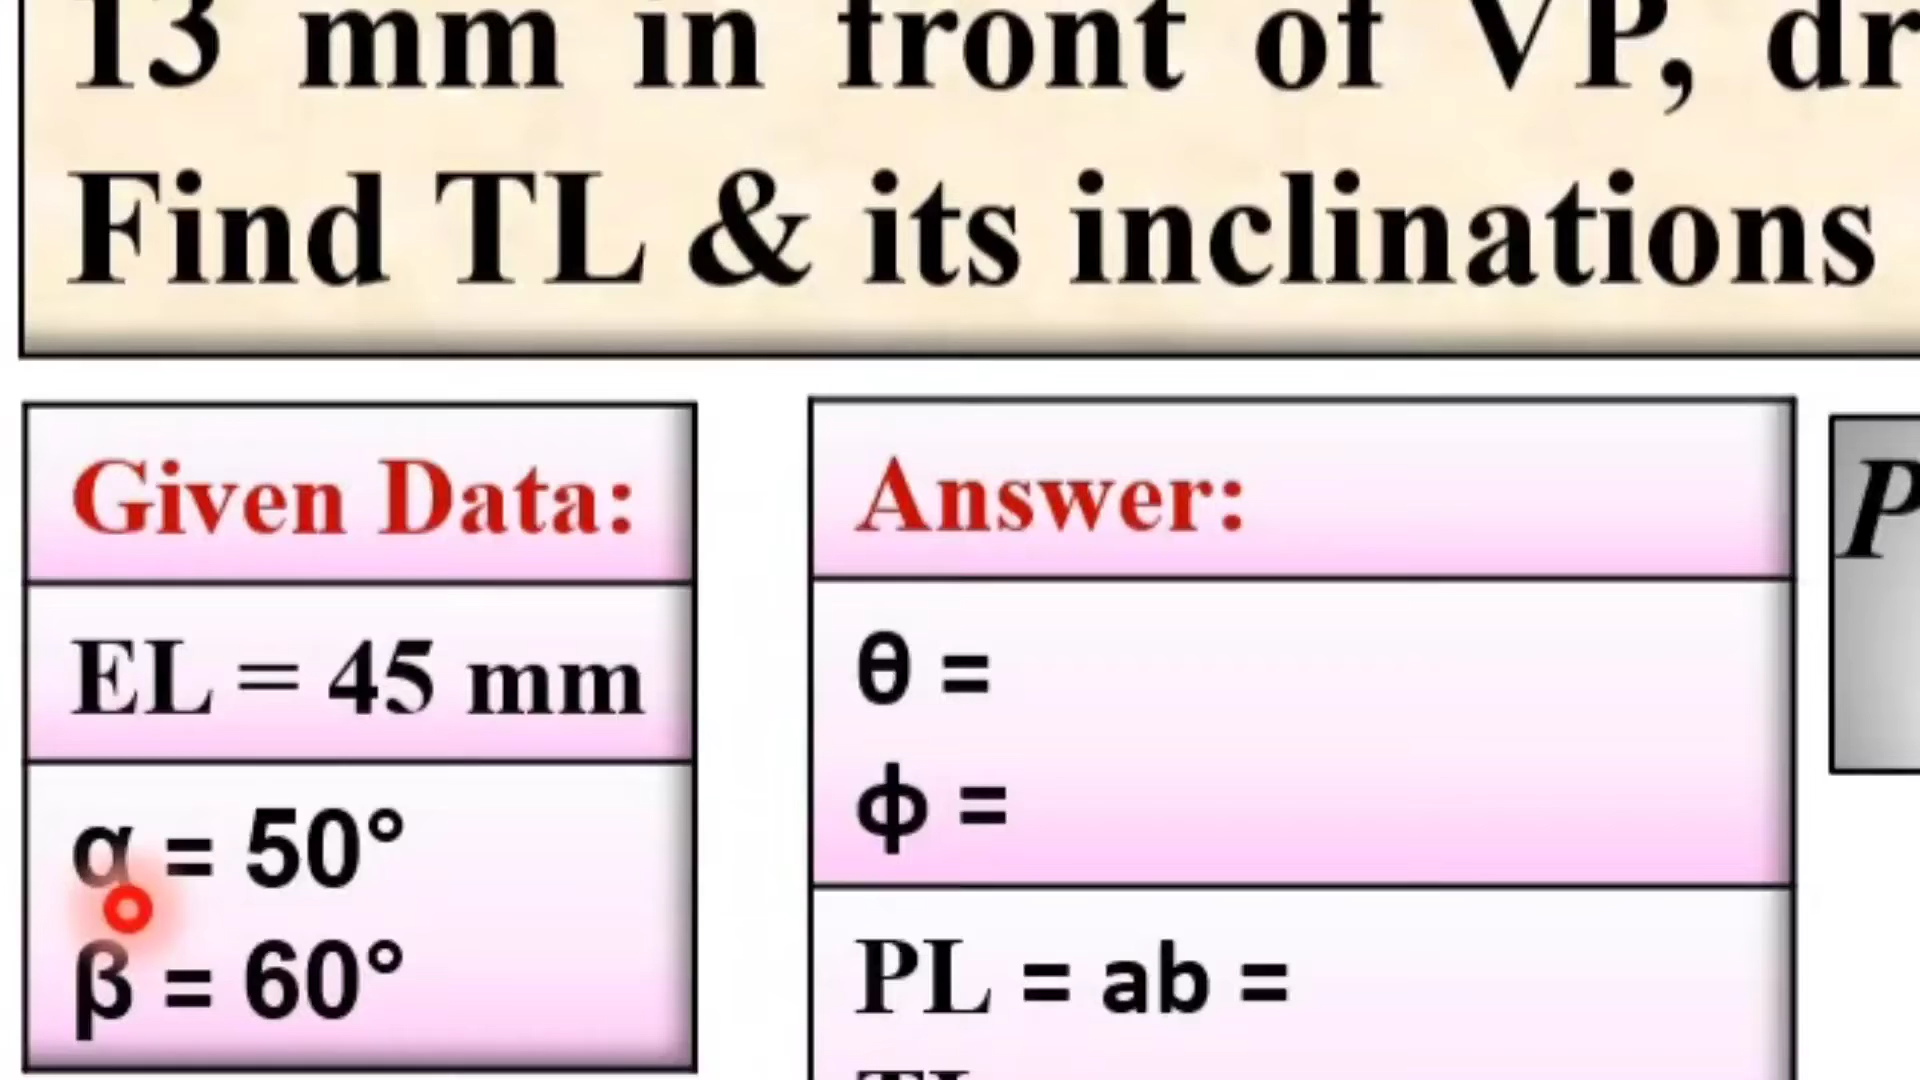 13 mm in front of VP, dr
Find TL & its inclinations
Given Data:
EL = 45 mm
α = 50°
β = 60°
Answer:
θ =
ϕ =
PL = ab =
TL
P